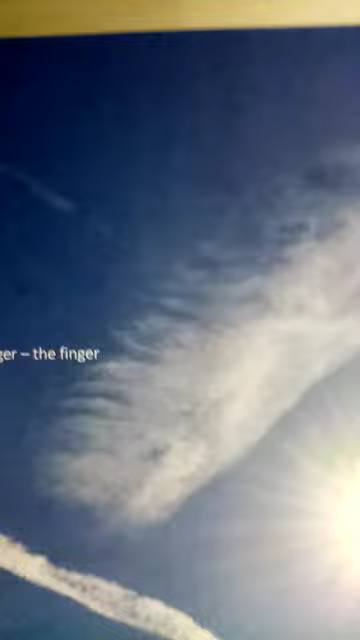 ger – the finger